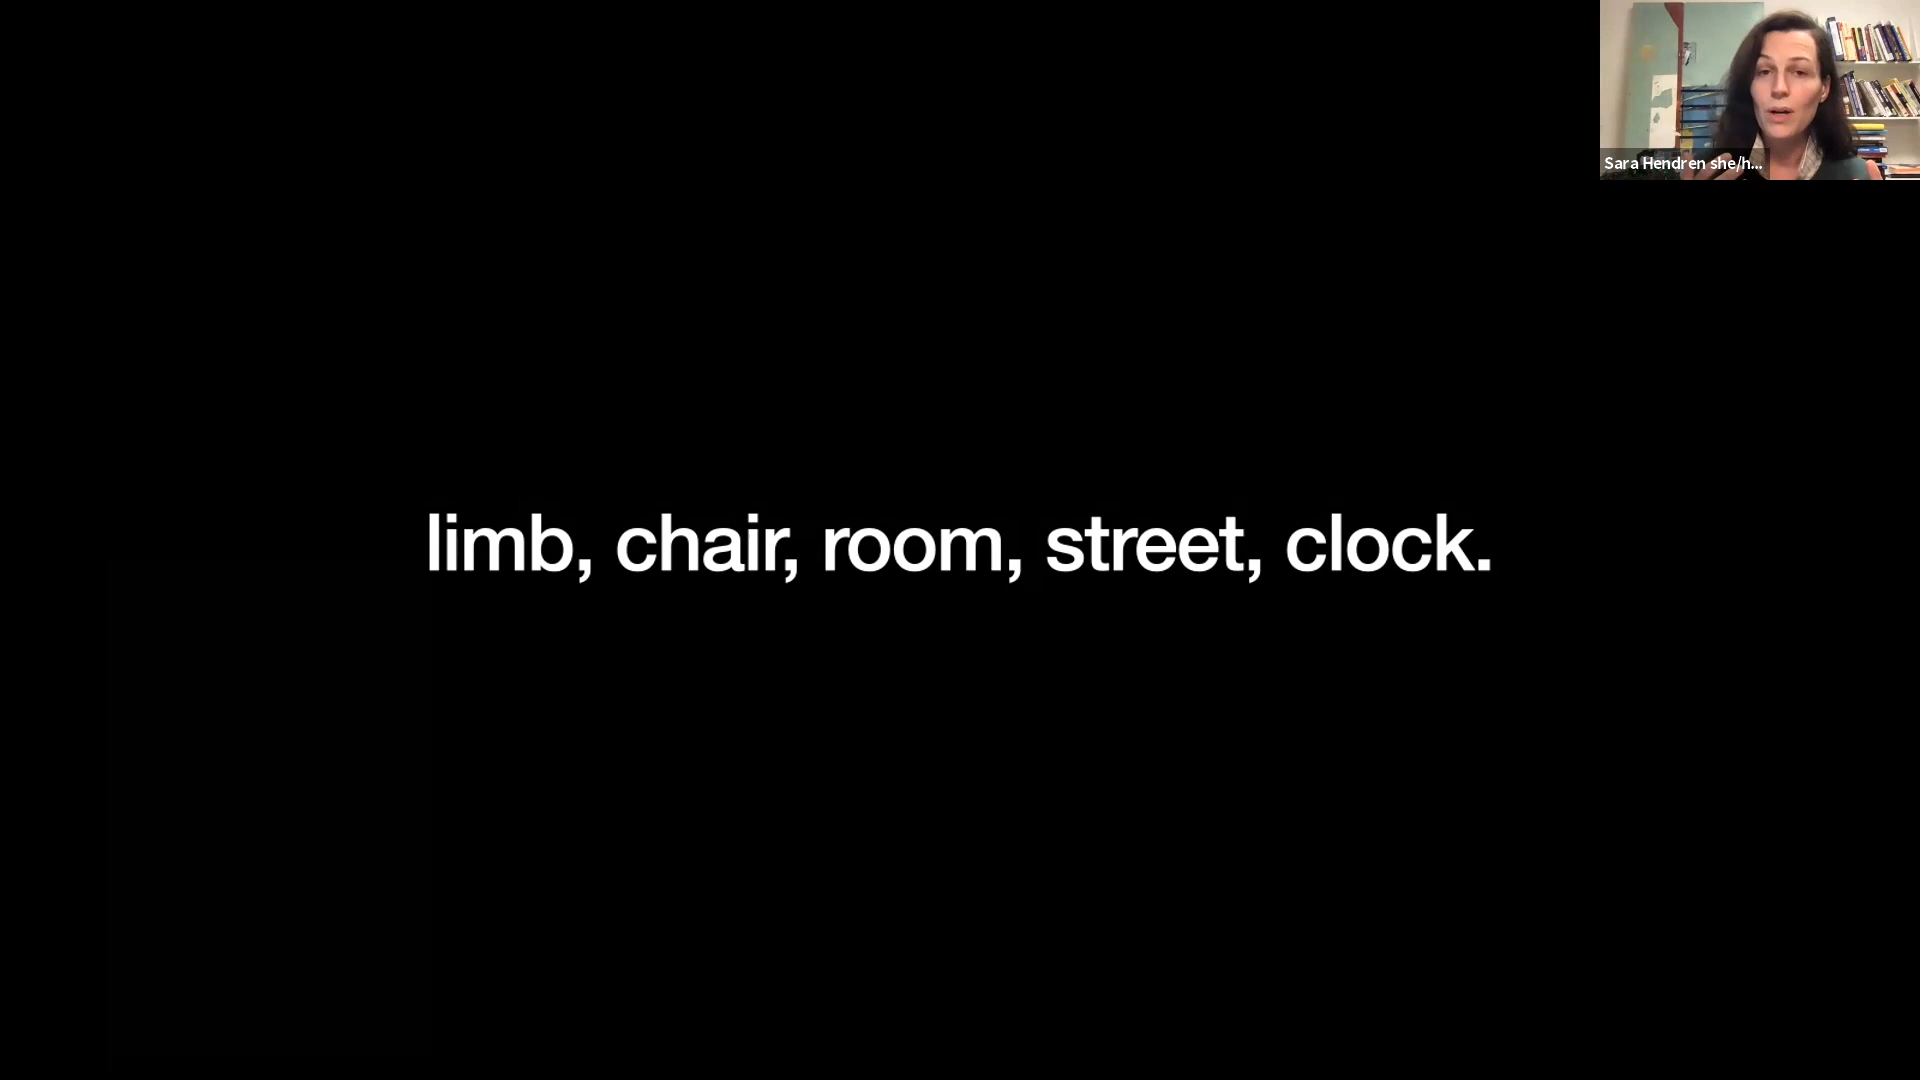 Sara Hendren she/h...
limb, chair, room, street, clock.